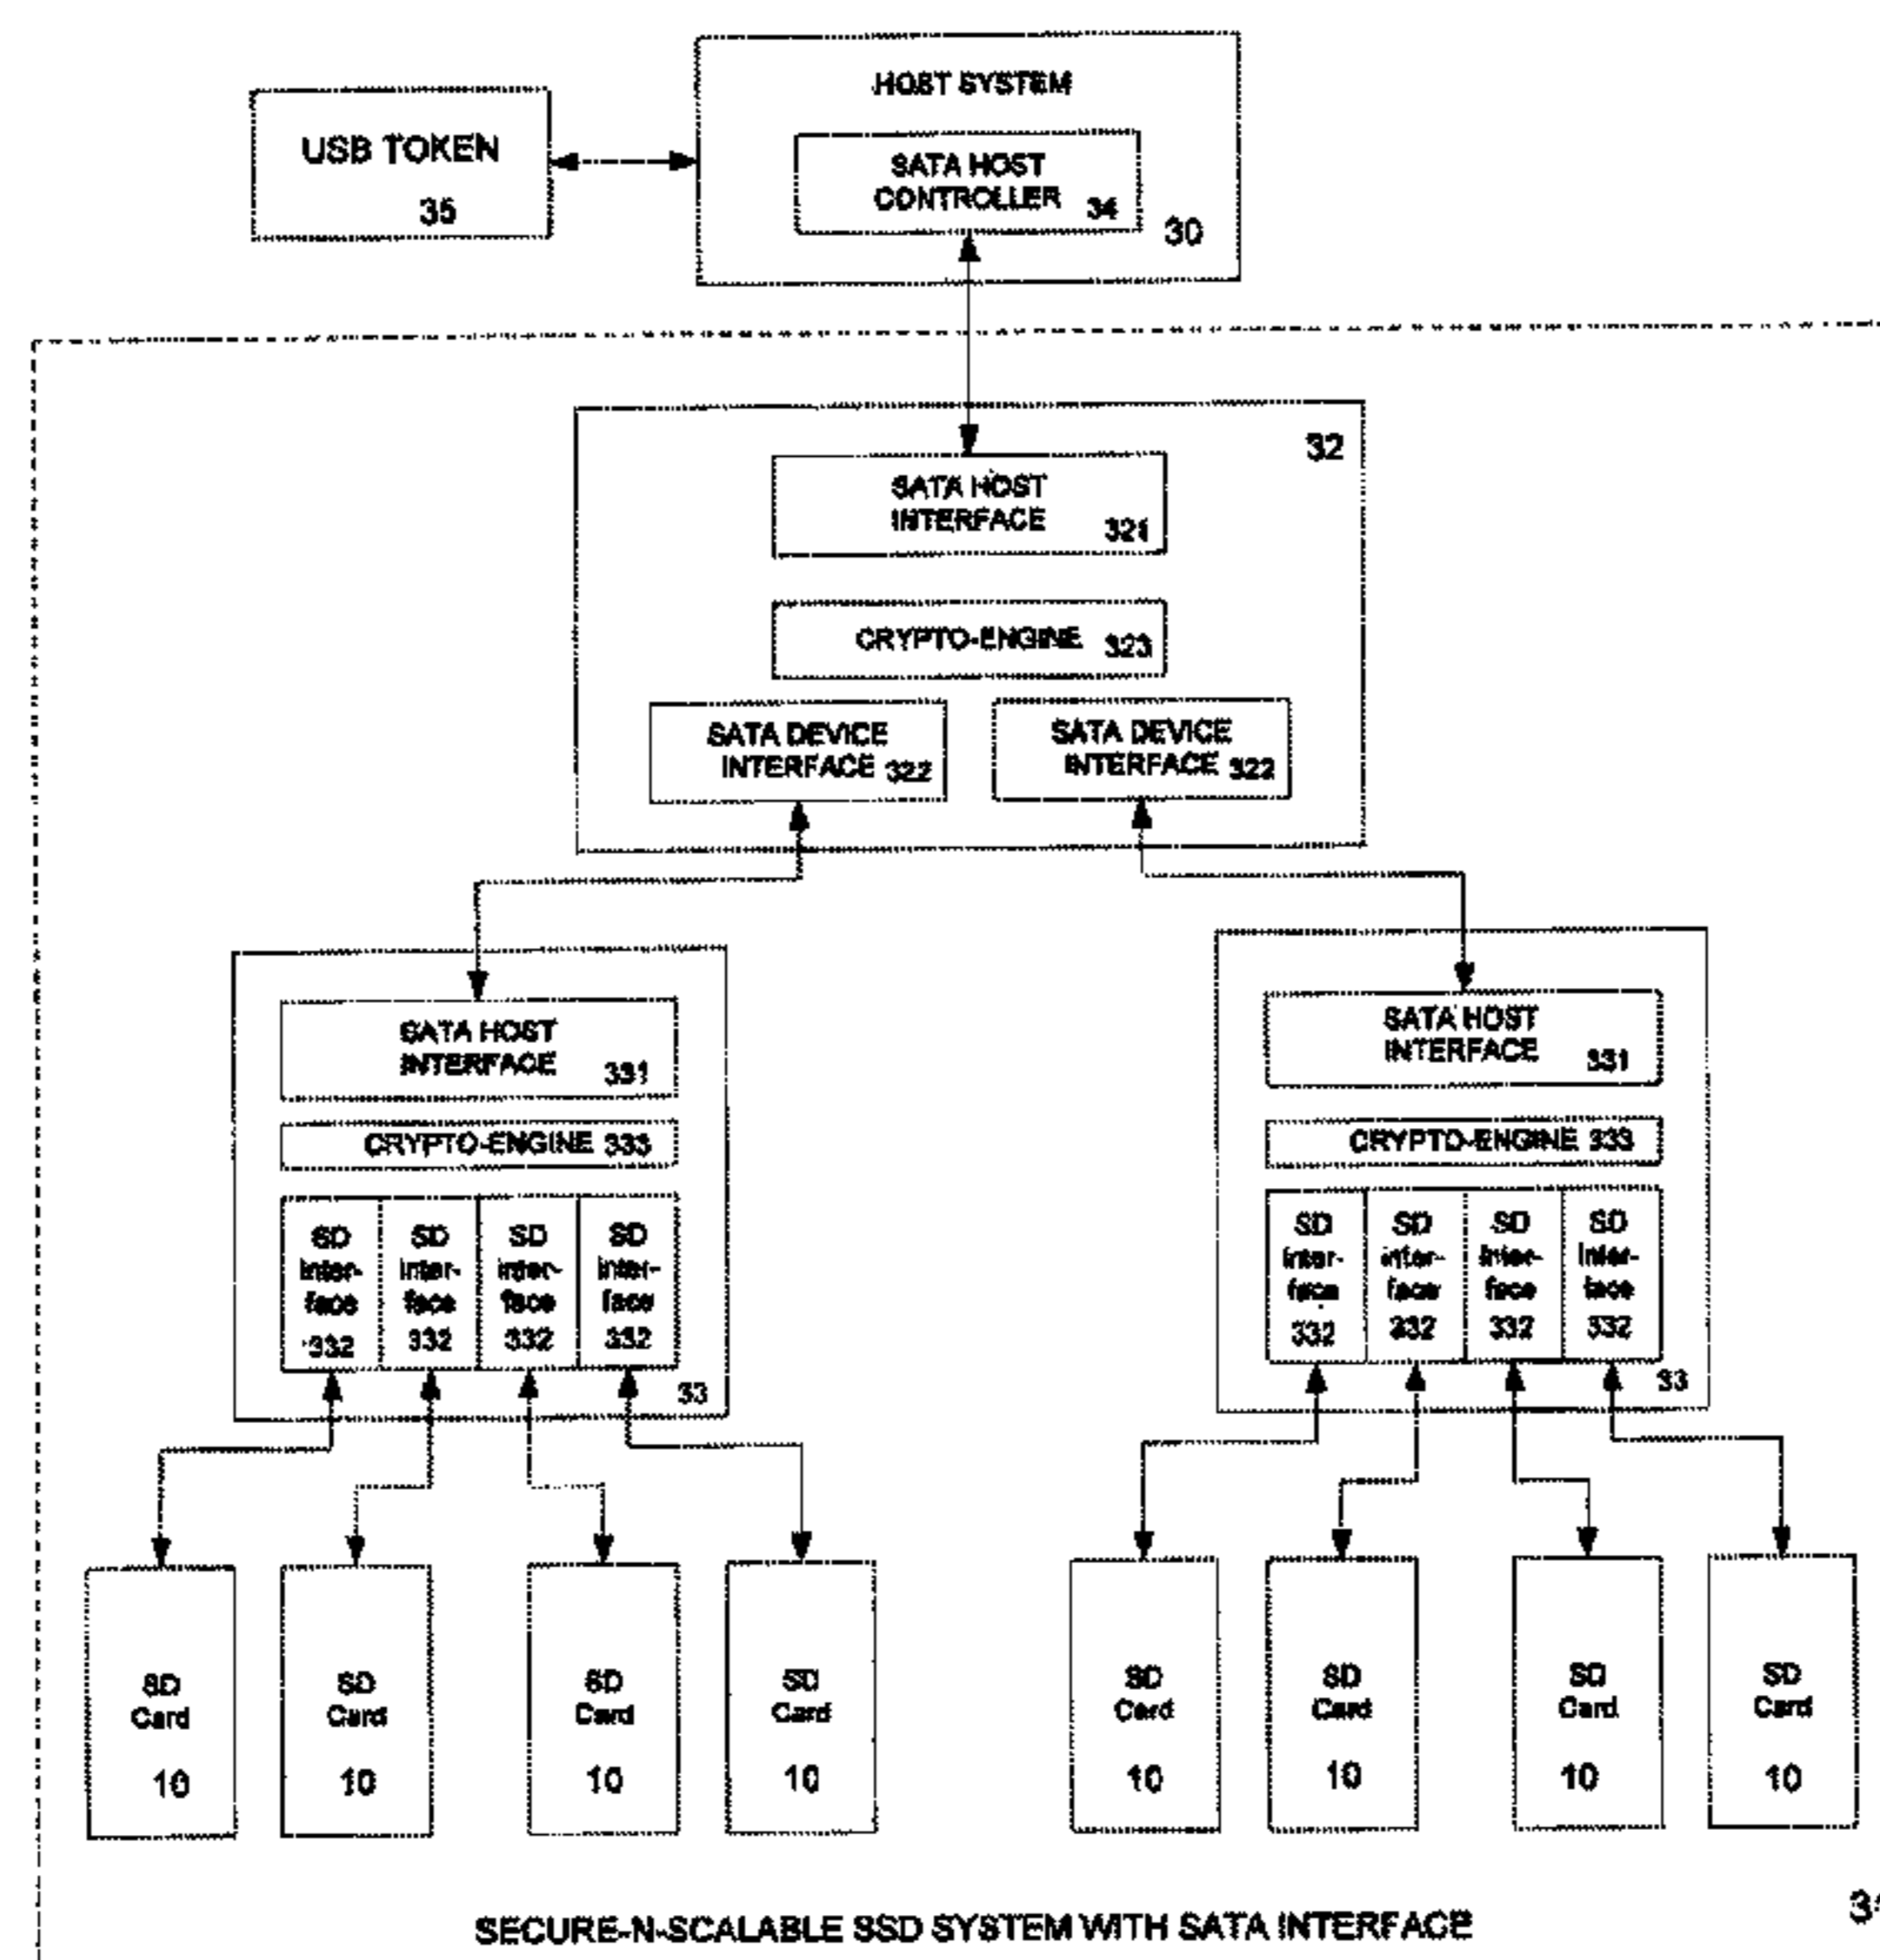 HOST SYSTEM
USB TOKEN
35
SATA HOST
CONTROLLER 34
30
32
SATA HOST
INTERFACE 321
CRYPTO-ENGINE 323
SATA DEVICE
INTERFACE 322
SATA DEVICE
INTERFACE 322
SATA HOST
INTERFACE 331
CRYPTO-ENGINE 333
SD
inter-
face
332
SD
inter-
face
332
SD
inter-
face
332
SD
inter-
face
332
33
SATA HOST
INTERFACE 331
CRYPTO-ENGINE 333
SD
inter-
face
332
SD
inter-
face
332
SD
inter-
face
332
SD
inter-
face
332
33
SD
Card
10
SD
Card
10
SD
Card
10
SD
Card
10
SD
Card
10
SD
Card
10
SD
Card
10
SD
Card
10
SECURE-N-SCALABLE SSD SYSTEM WITH SATA INTERFACE